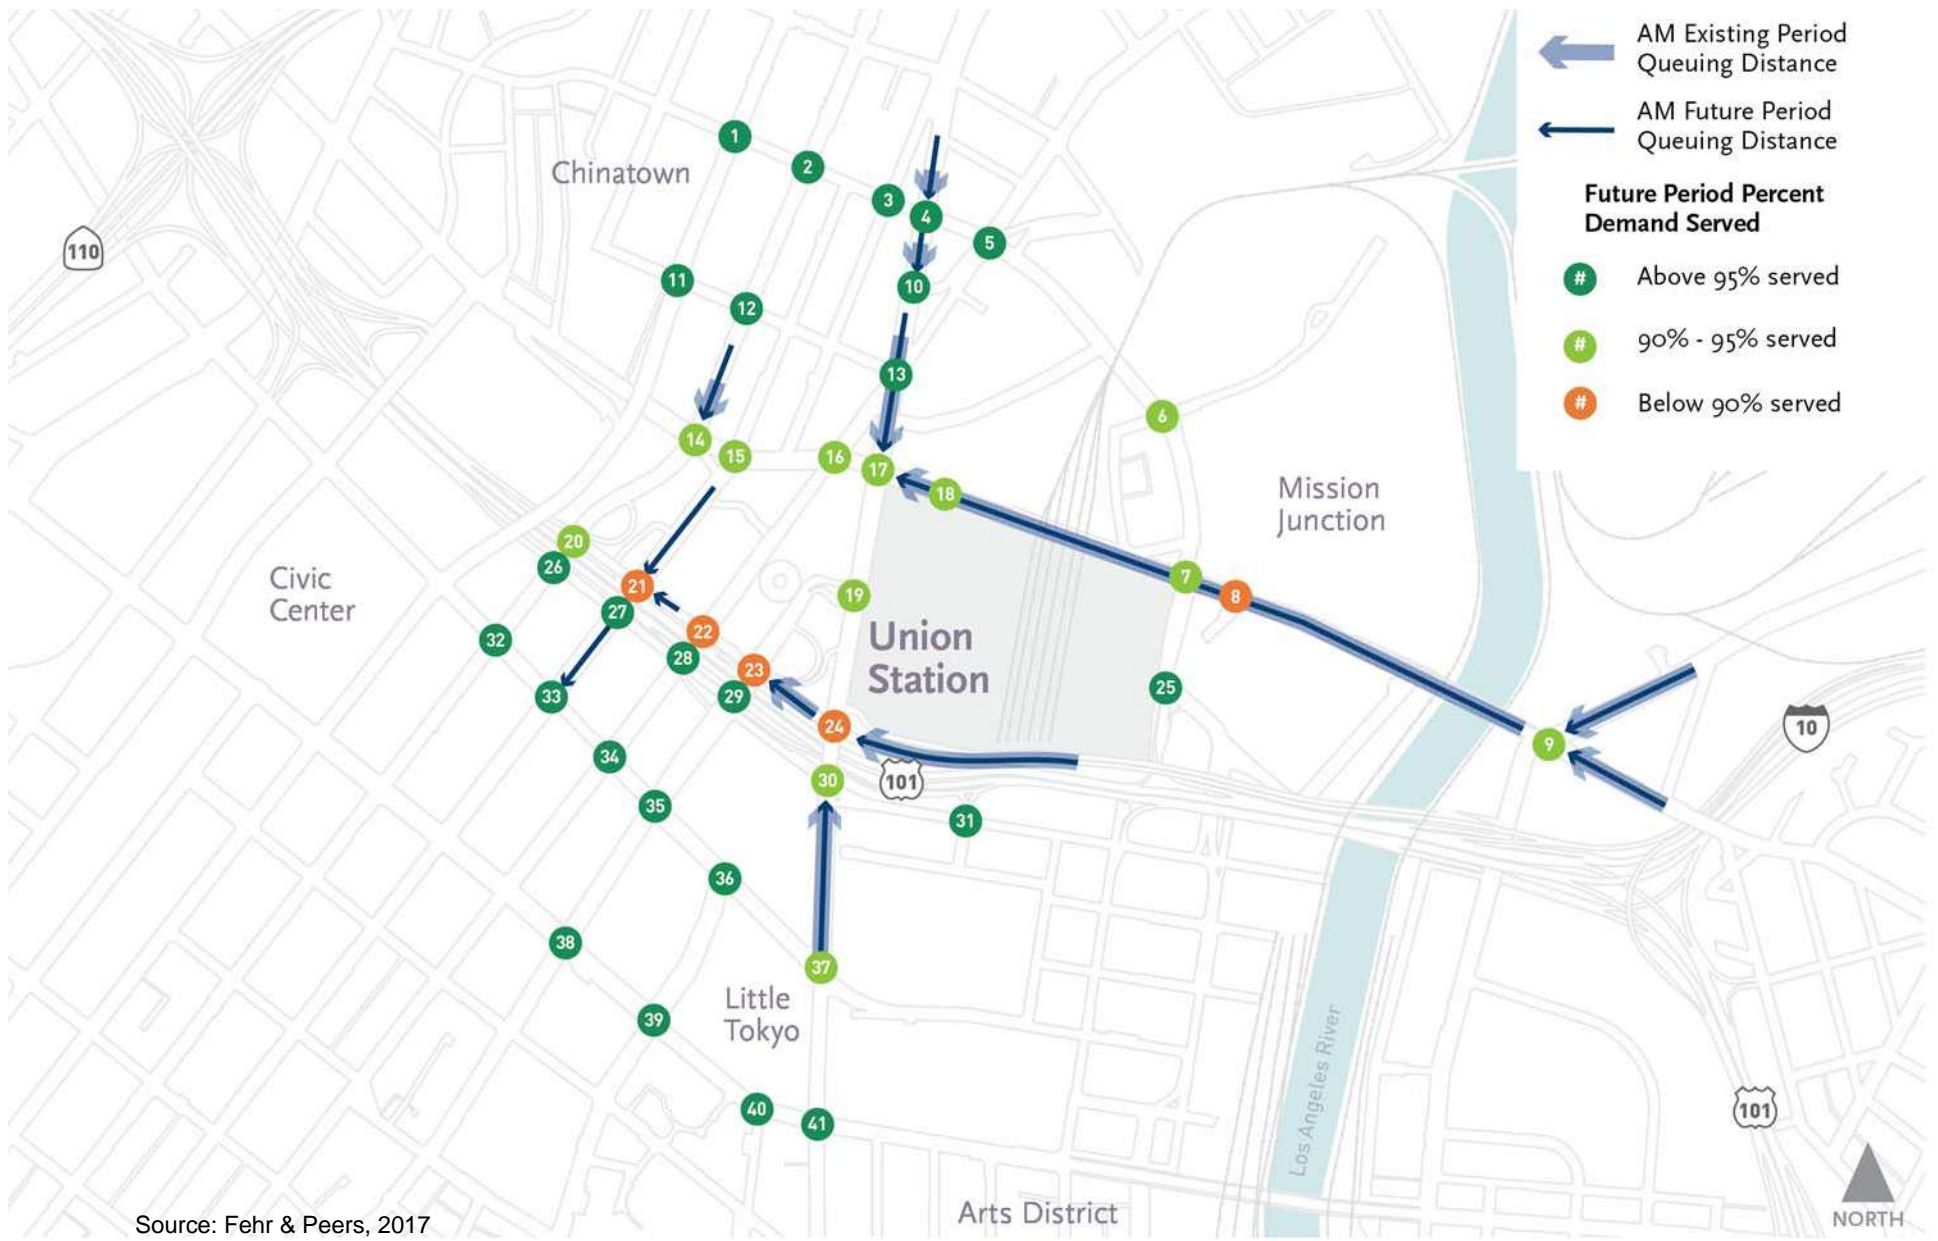 AM Existing Period
Queuing Distance
AM Future Period
Queuing Distance
Future Period Percent
Demand Served
# Above 95% served
# 90% - 95% served
# Below 90% served
1
2
Chinatown
3
4
5
110
11
10
12
13
6
14
15
16
17
18
Mission
Junction
20
26
Civic
Center
21
27
19
7
8
22
32
28
Union
Station
23
29
33
25
24
9
10
34
30
101
35
31
36
38
37
Little
Tokyo
39
Los Angeles River
40
41
101
Arts District
NORTH
Source: Fehr & Peers, 2017